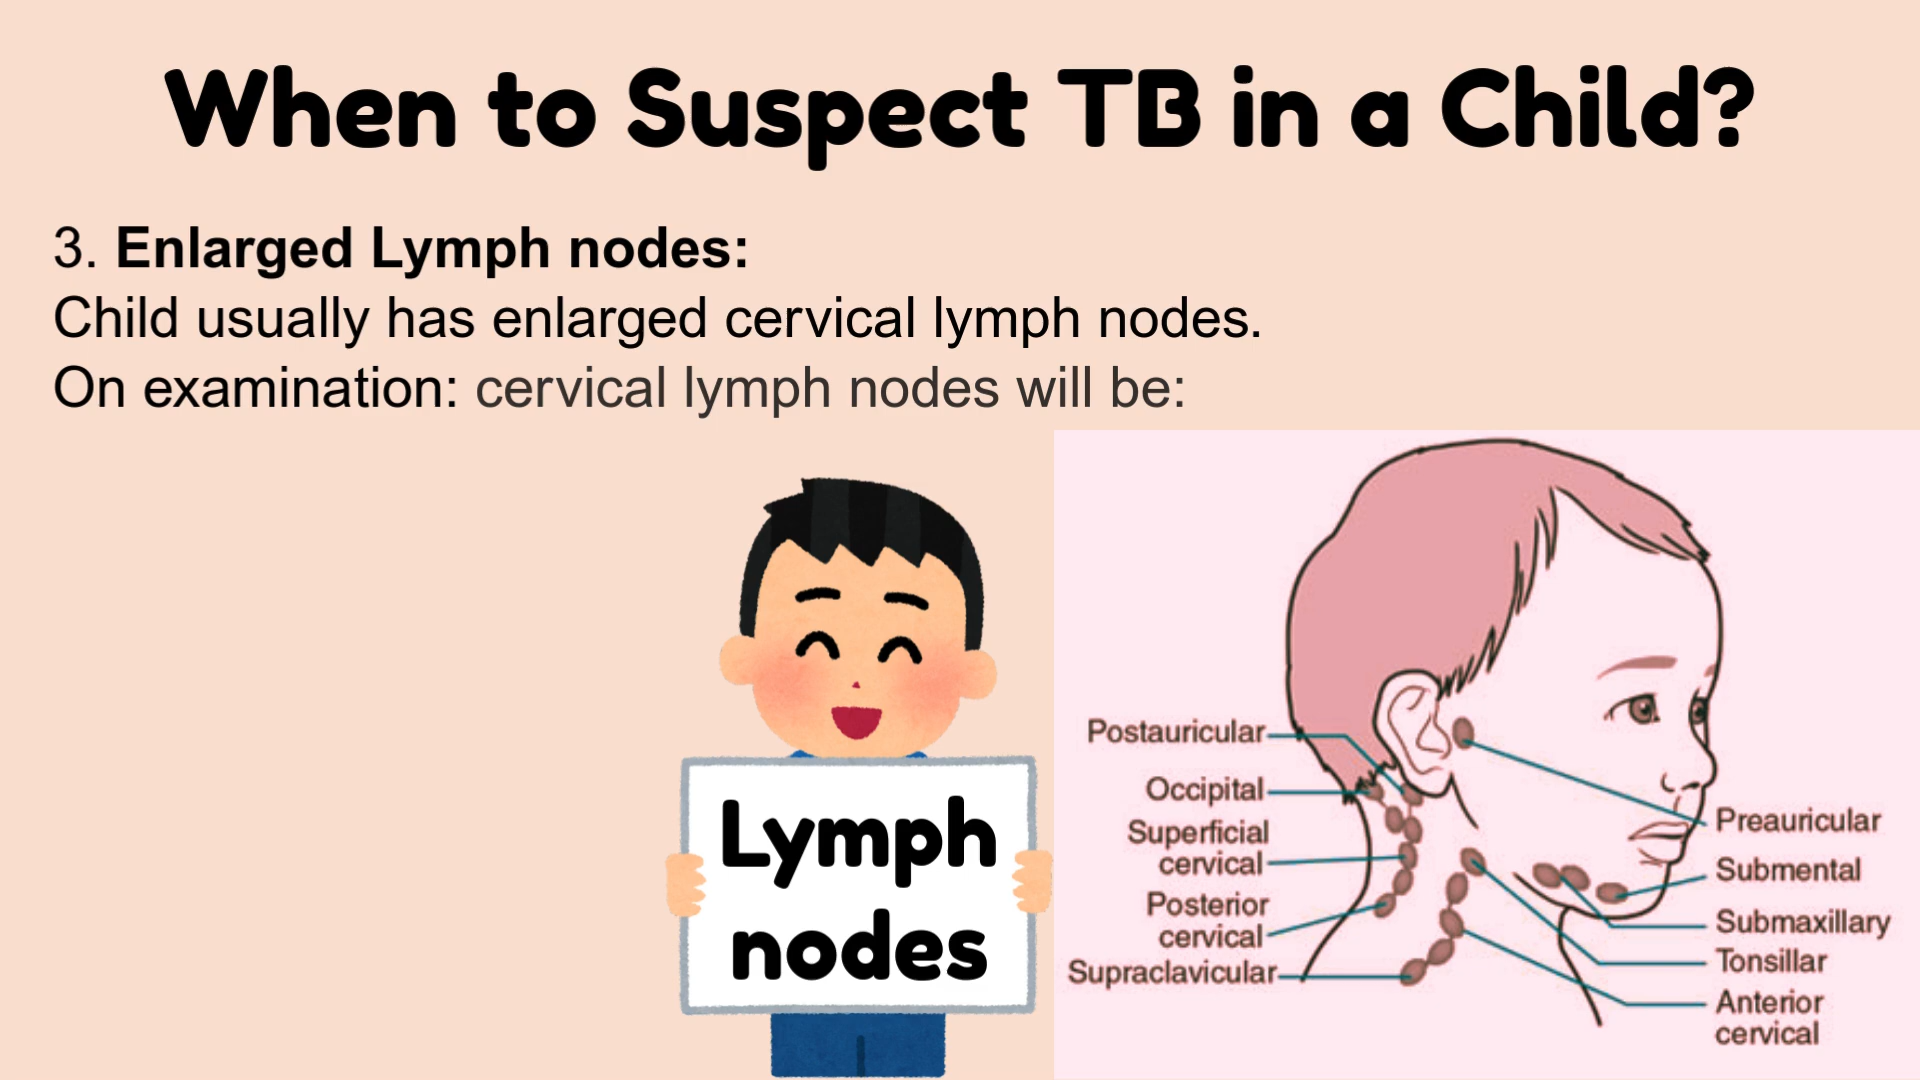 When to Suspect TB in a Child?
3. Enlarged Lymph nodes:
Child usually has enlarged cervical lymph nodes.
On examination: cervical lymph nodes will be:
Lymph
nodes
Postauricular
Occipital
Superficial
cervical
Posterior
cervical
Supraclavicular
Preauricular
Submental
Submaxillary
Tonsillar
Anterior
cervical